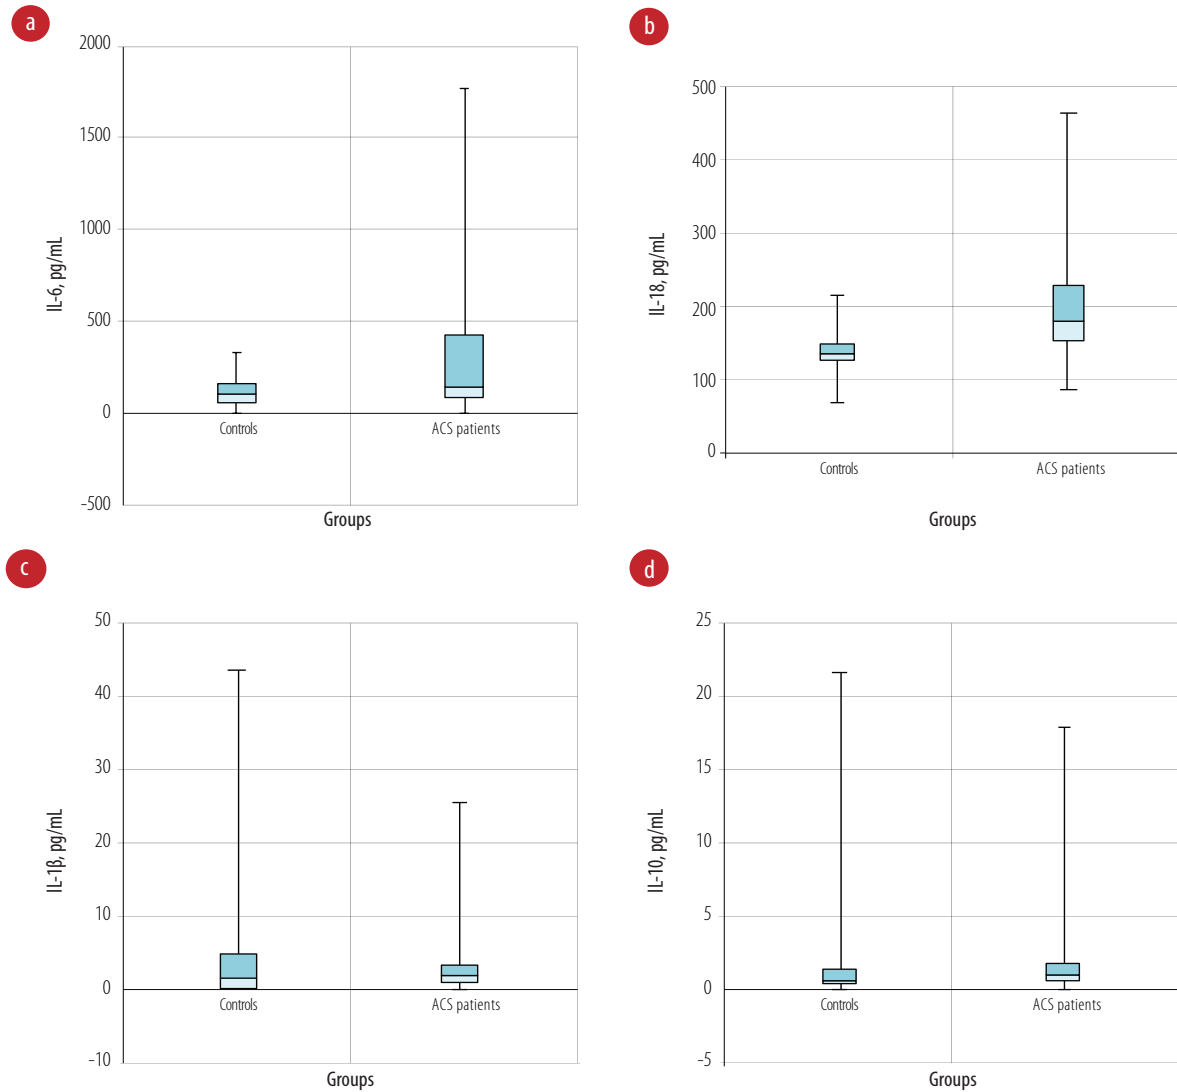 a
2000
1500
1000
500
0
-500
IL-6, pg/mL
Controls
ACS patients
Groups
b
500
400
300
200
100
0
IL-18, pg/mL
Controls
ACS patients
Groups
c
50
40
30
20
10
0
-10
IL-1β, pg/mL
Controls
ACS patients
Groups
d
25
20
15
10
5
0
-5
IL-10, pg/mL
Controls
ACS patients
Groups